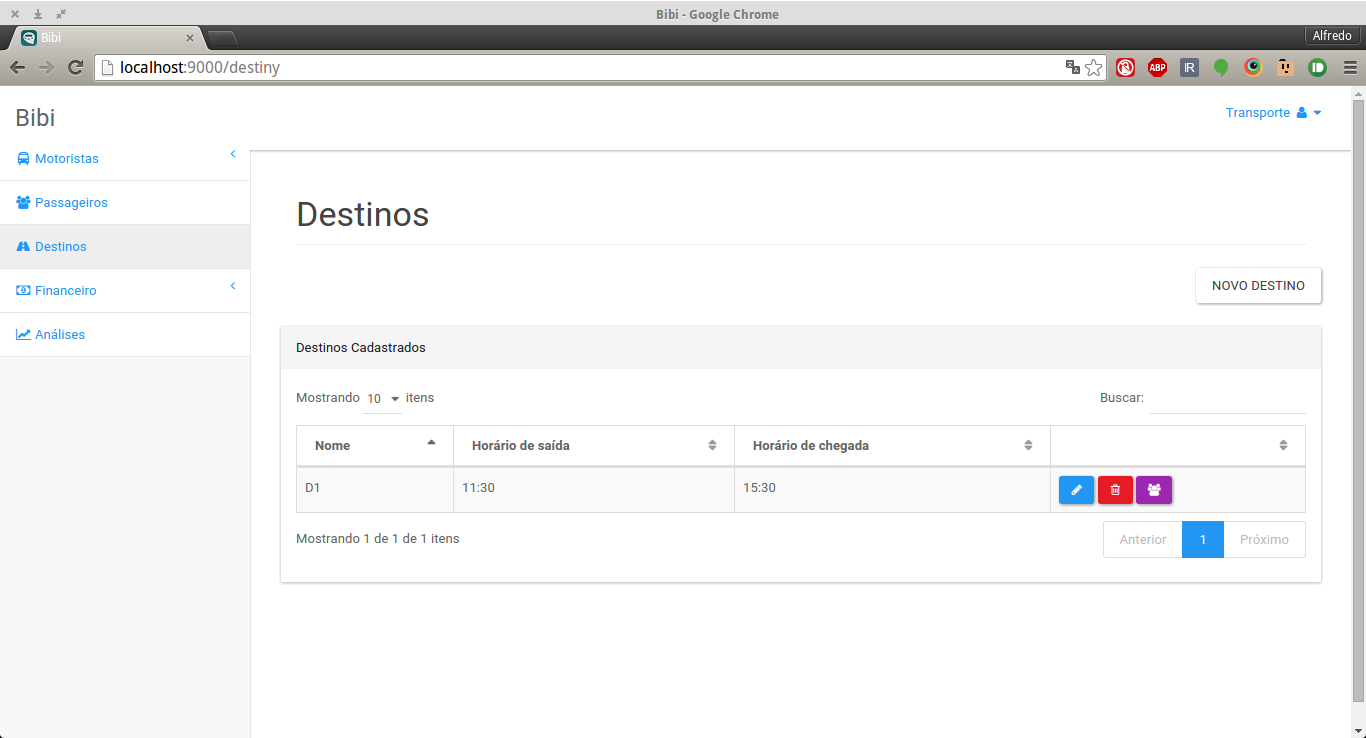 Bibi - Google Chrome
Bibi
Alfredo
localhost:9000/destiny
ABP
IR
Bibi
Transporte
Motoristas
Passageiros
Destinos
Financeiro
Análises
Destinos
NOVO DESTINO
Destinos Cadastrados
Mostrando 10 itens
Buscar:
Nome Horário de saída Horário de chegada
D1 11:30 15:30
Mostrando 1 de 1 de 1 itens
Anterior 1 Próximo